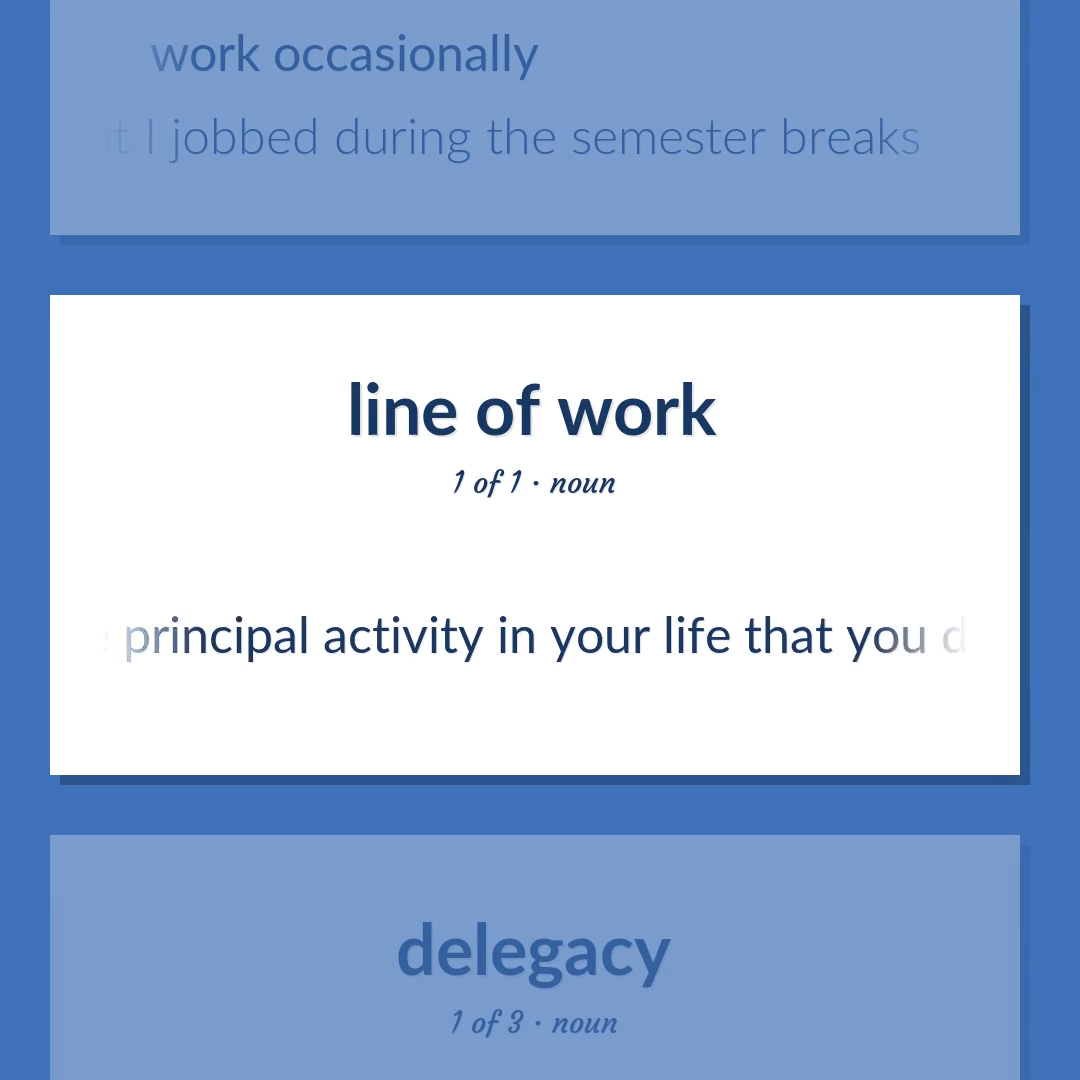 work occasionally
I jobbed during the semester breaks
line of work
1 of 1 · noun
principal activity in your life that you
delegacy
1 of 3 · noun